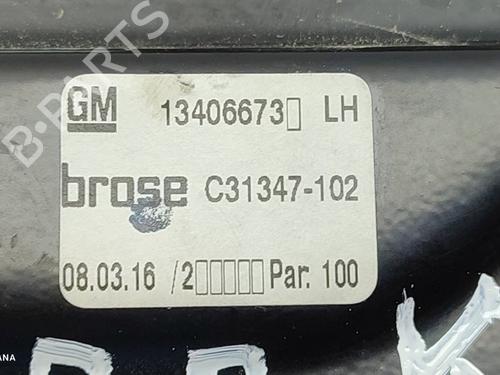 GM 13406673▯ LH
brose C31347-102
08.03.16 /2▯▯▯▯▯ Par. 100
B-PARTS